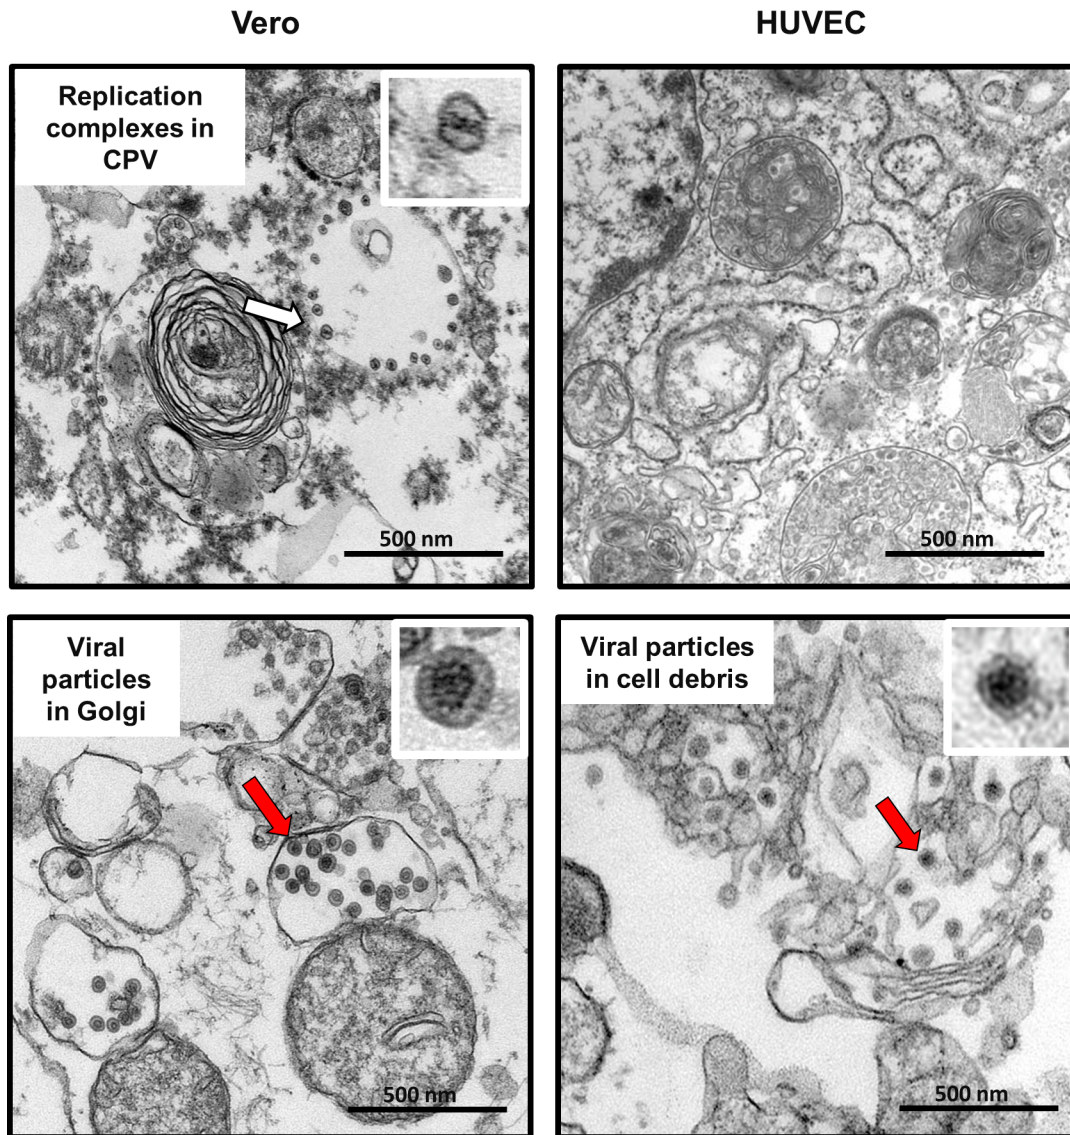 Vero
HUVEC
Replication
complexes in
CPV
500 nm
500 nm
Viral
particles
in Golgi
500 nm
Viral particles
in cell debris
500 nm